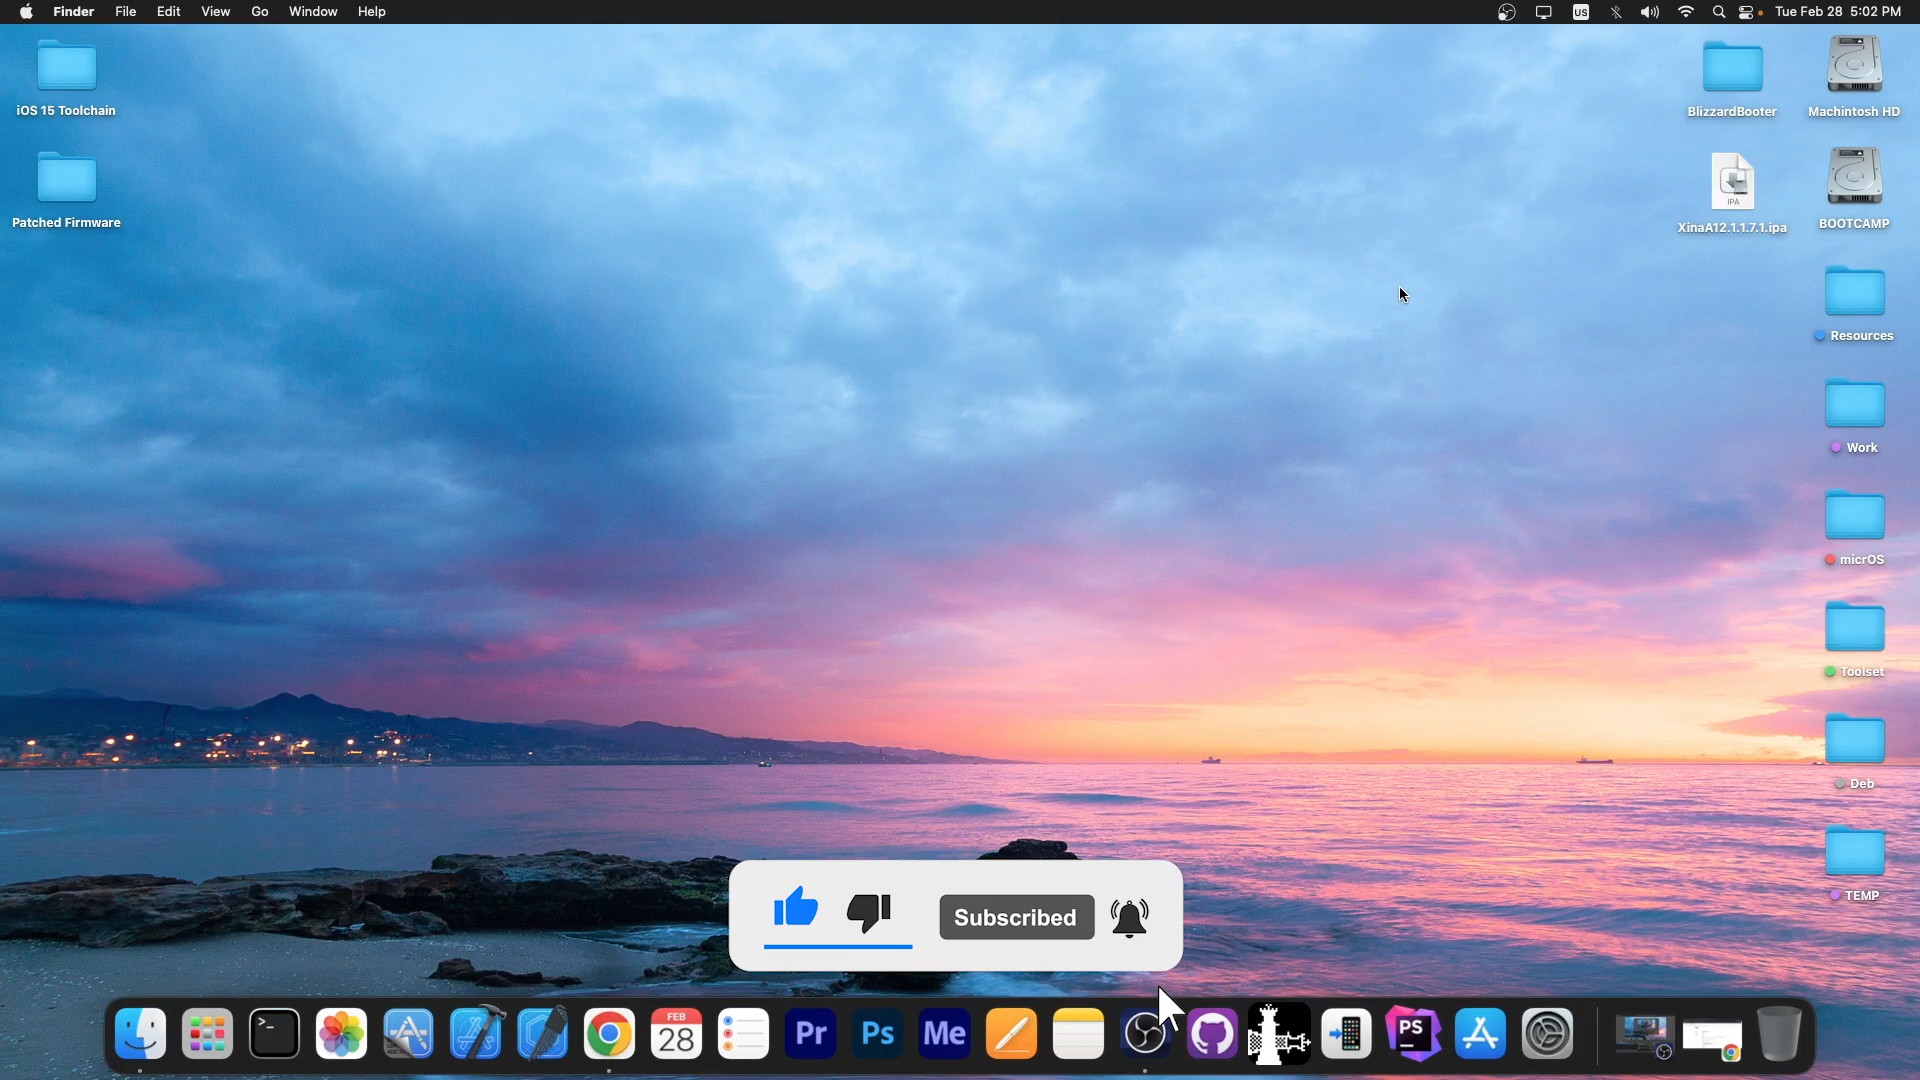 Finder File Edit View Go Window Help
US
Tue Feb 28 5:02 PM
iOS 15 Toolchain
Patched Firmware
BlizzardBooter
Machintosh HD
IPA
XinaA12.1.1.7.1.ipa
BOOTCAMP
Resources
Work
micrOS
Toolset
Deb
TEMP
Subscribed
>_
FEB
28
Pr
Ps
Me
PS